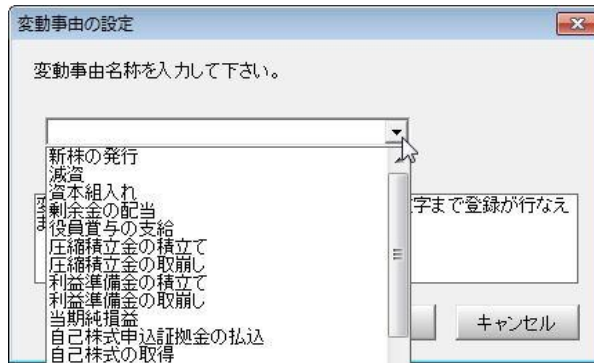 変動事由の設定
変動事由名称を入力して下さい。
新株の発行
減資
資本組入れ
剰余金の配当
役員賞与の支給
圧縮積立金の積立て
圧縮積立金の取崩し
利益準備金の積立て
利益準備金の取崩し
当期純損益
自己株式申込証拠金の払込
自己株式の取得
字まで登録が行なえ
ま
キャンセル